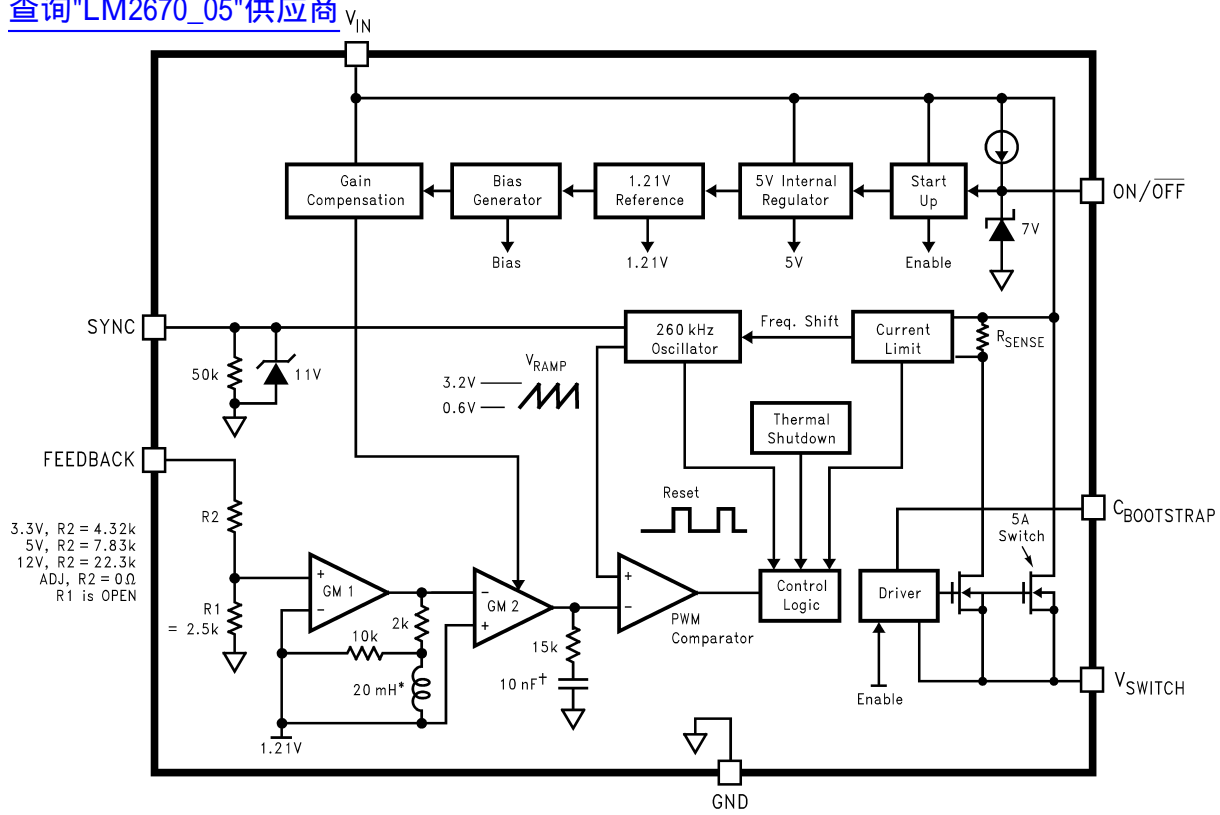 查询"LM2670_05"供应商
VIN
Gain
Compensation
Bias
Generator
1.21V
Reference
5V Internal
Regulator
Start
Up
ON/OFF
7V
Bias
1.21V
5V
Enable
SYNC
260 kHz
Oscillator
Freq. Shift
Current
Limit
RSENSE
50k
11V
VRAMP
3.2V
0.6V
Thermal
Shutdown
FEEDBACK
Reset
R2
3.3V, R2 = 4.32k
5V, R2 = 7.83k
12V, R2 = 22.3k
ADJ, R2 = 0Ω
R1 is OPEN
CBOOTSTRAP
5A
Switch
+
GM 1
−
−
GM 2
+
+
−
PWM
Comparator
Control
Logic
Driver
R1
= 2.5k
2k
10k
20 mH*
15k
10 nF†
1.21V
Enable
VSWITCH
GND